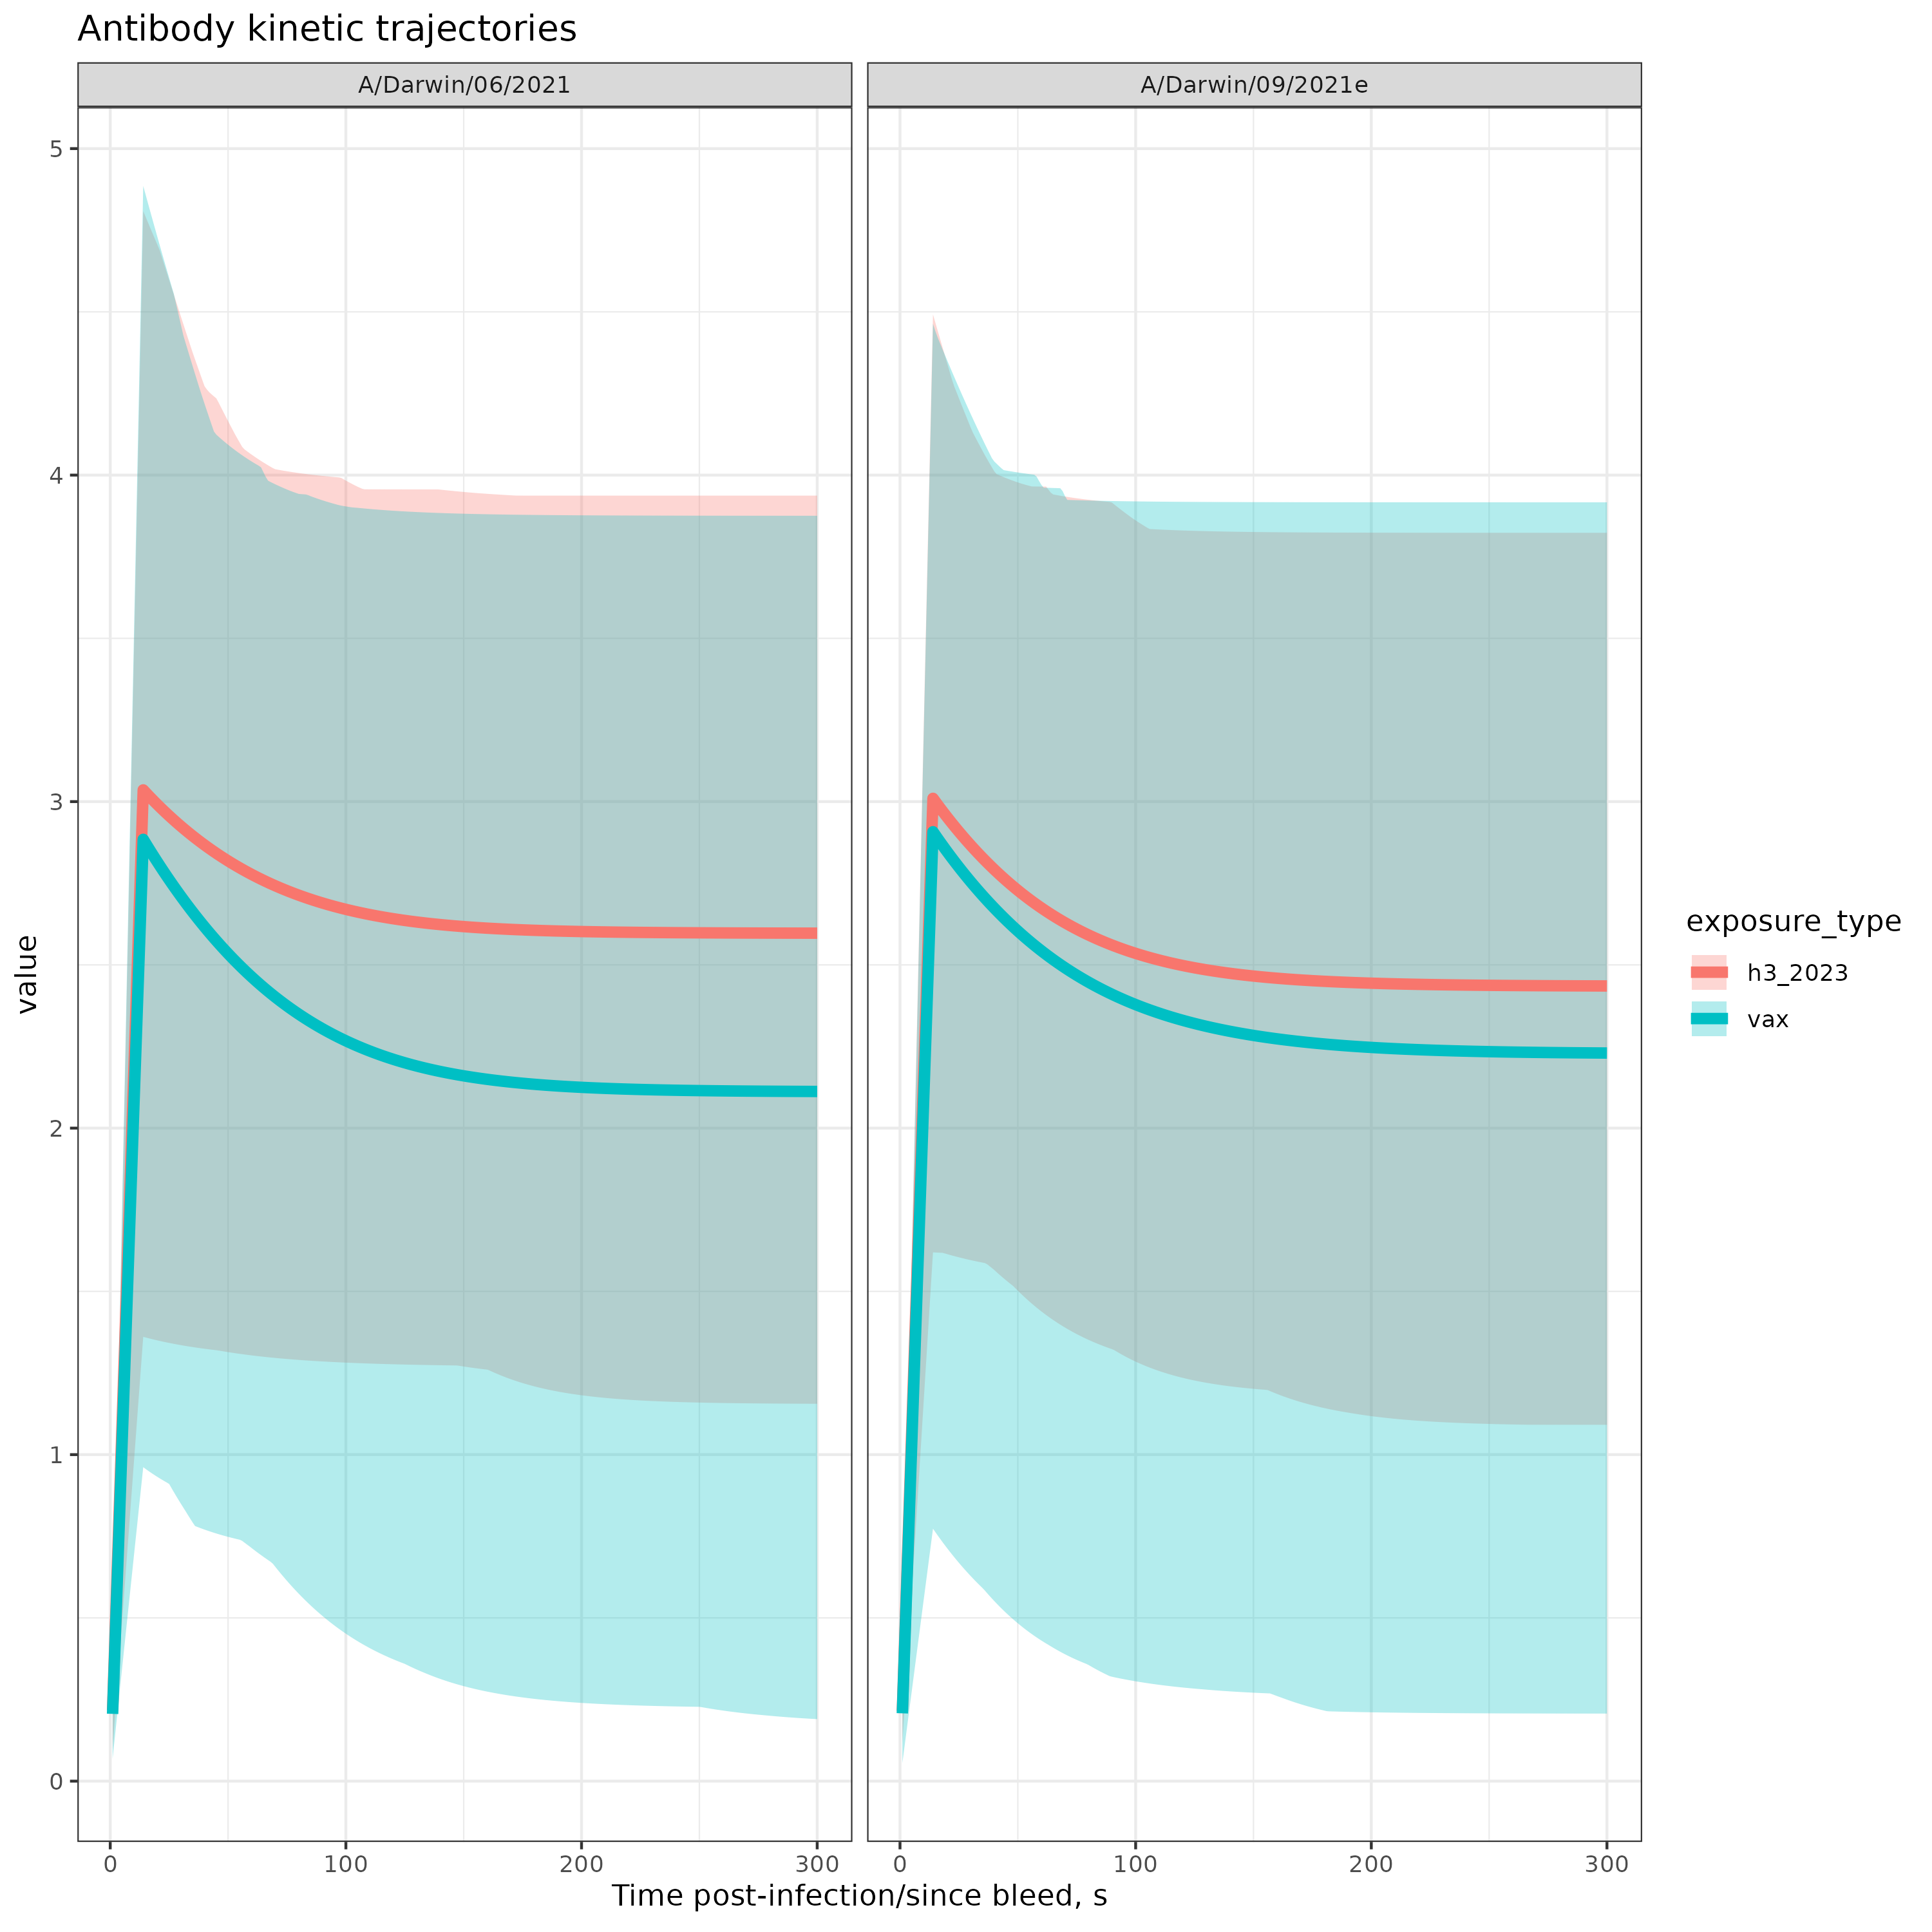 Antibody kinetic trajectories
A/Darwin/06/2021
A/Darwin/09/2021e
5
4
3
2
1
0
value
0 100 200 300
0 100 200 300
Time post-infection/since bleed, s
exposure_type
h3_2023
vax